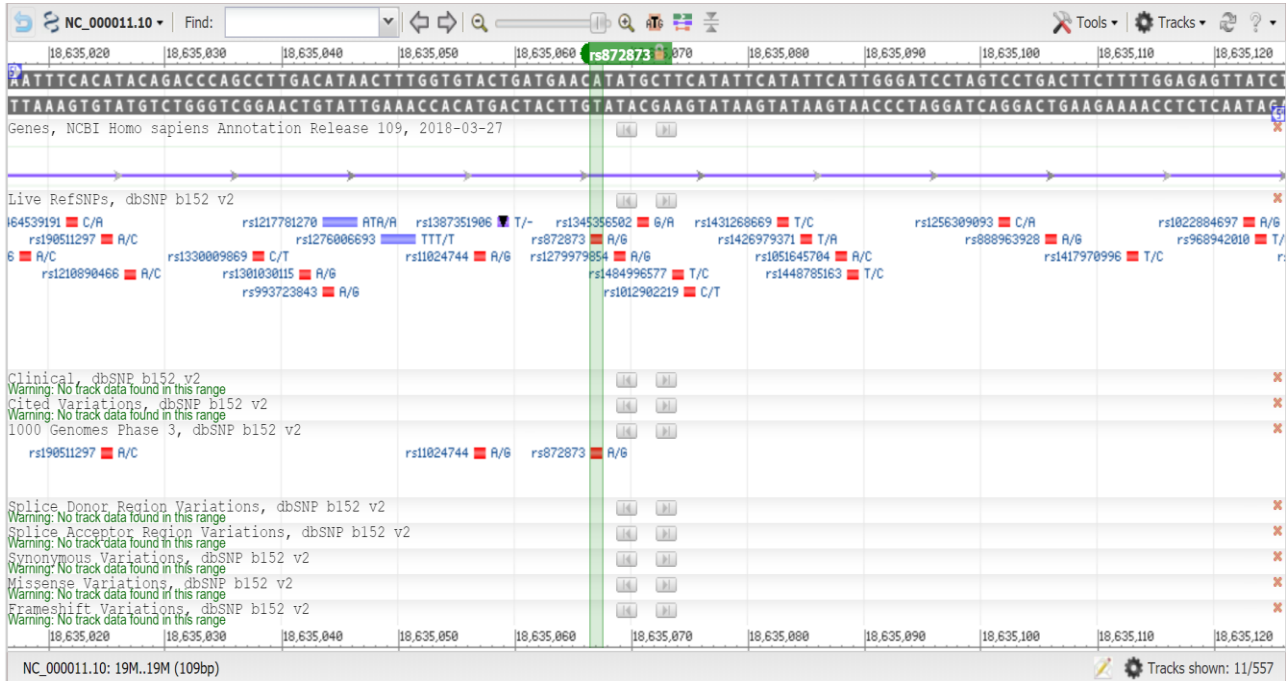 NC_000011.10 Find: ATG Tools Tracks ?
18,635,020 18,635,030 18,635,040 18,635,050 18,635,060 rs872873 070 18,635,080 18,635,090 18,635,100 18,635,110 18,635,120
AATTTCACATACAGACCCAGCCTTGACATAACTTTGGTGTACTGATGAACATATGCTTCATATTCATATTCATTGGGATCCTAGTCCTGACTTCTTTTGGAGAGTTATC
TTAAAGTGTATGTCTGGGTCGGAACTGTATTGAAACCACATGACTACTTGTATACGAAGTATAAGTATAAGTAACCCTAGGATCAGGACTGAAGAAAACCTCTCAATAG
Genes, NCBI Homo sapiens Annotation Release 109, 2018-03-27
Live RefSNPs, dbSNP b152 v2
464539191 C/A rs1217781270 ATA/A rs1387351906 T/- rs1345356502 G/A rs1431268669 T/C rs1256309093 C/A rs1022884697 A/G
rs190511297 A/C rs1276006693 TTT/T rs872873 A/G rs1426979371 T/A rs888963928 A/G rs968942010 T/
6 A/C rs1330009869 C/T rs11024744 A/G rs1279979854 A/G rs1051645704 A/C rs1417970996 T/C r
rs1210890466 A/C rs1301030115 A/G rs1484996577 T/C rs1448785163 T/C
rs993723843 A/G rs1012902219 C/T
Clinical, dbSNP b152 v2
Warning: No track data found in this range
Cited Variations, dbSNP b152 v2
Warning: No track data found in this range
1000 Genomes Phase 3, dbSNP b152 v2
rs190511297 A/C rs11024744 A/G rs872873 A/G
Splice Donor Region Variations, dbSNP b152 v2
Warning: No track data found in this range
Splice Acceptor Region Variations, dbSNP b152 v2
Warning: No track data found in this range
Synonymous Variations, dbSNP b152 v2
Warning: No track data found in this range
Missense Variations, dbSNP b152 v2
Warning: No track data found in this range
Frameshift Variations, dbSNP b152 v2
Warning: No track data found in this range
18,635,020 18,635,030 18,635,040 18,635,050 18,635,060 18,635,070 18,635,080 18,635,090 18,635,100 18,635,110 18,635,120
NC_000011.10: 19M..19M (109bp) Tracks shown: 11/557